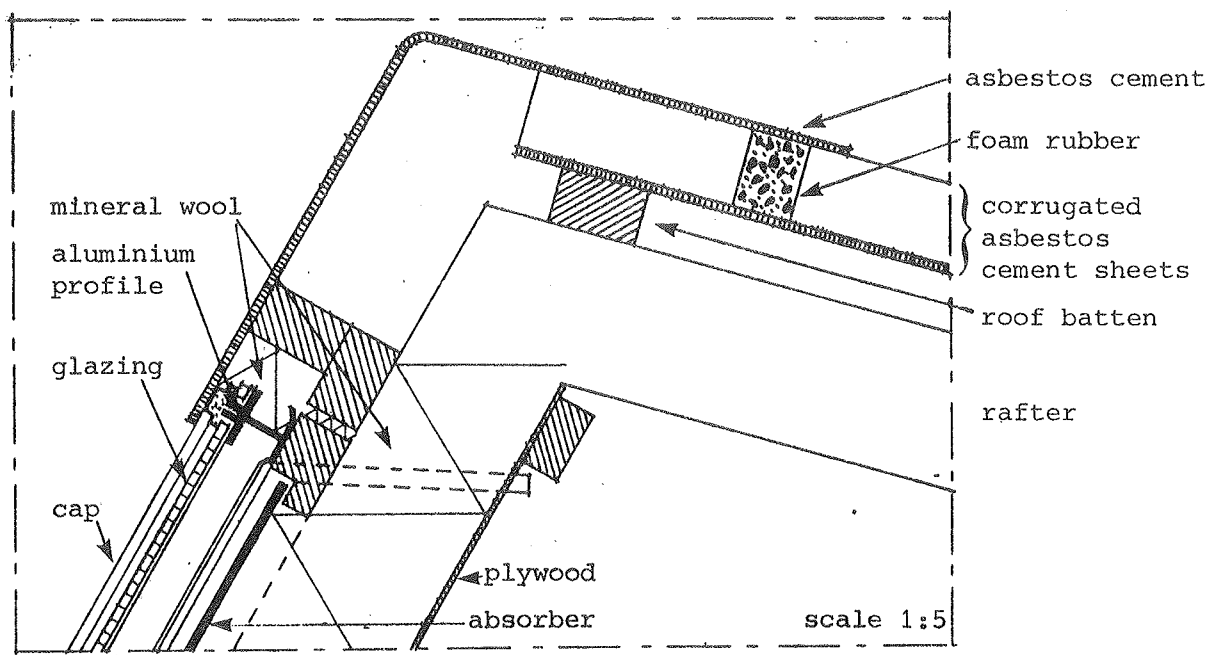 asbestos cement
foam rubber
mineral wool
aluminium
profile
corrugated
asbestos
cement sheets
roof batten
glazing
rafter
cap
plywood
absorber
scale 1:5